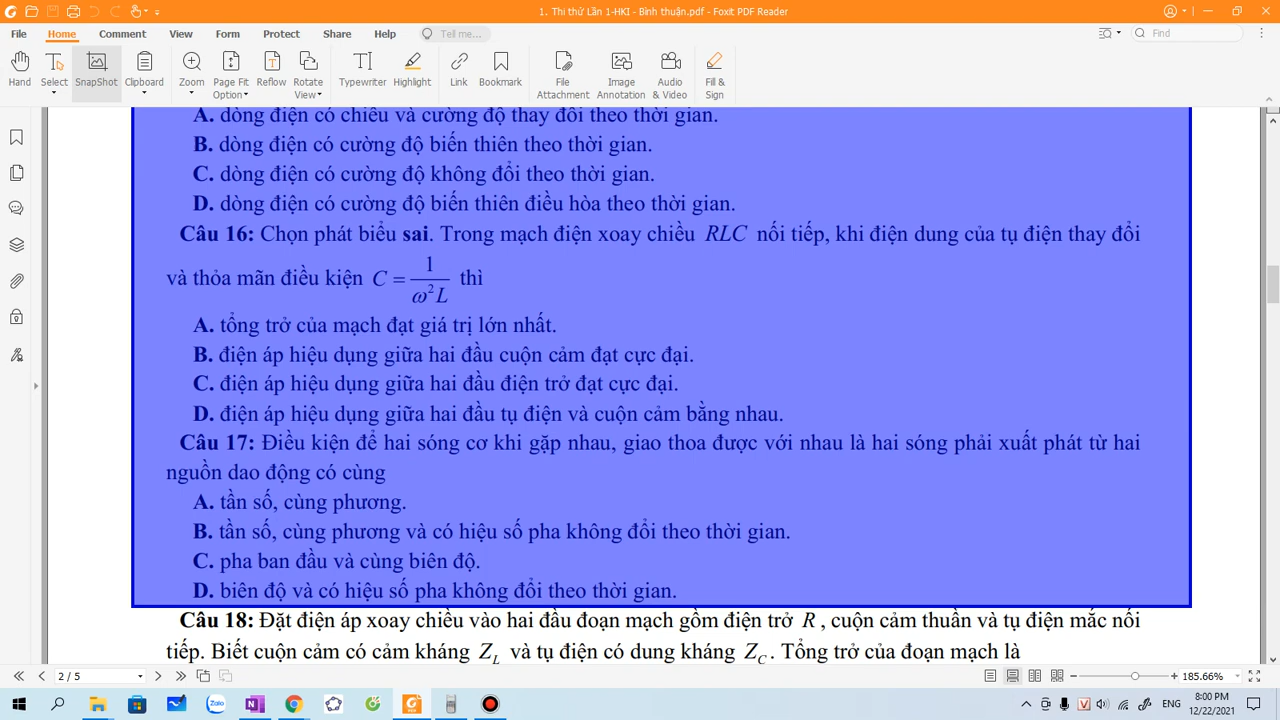 1. Thi thử Lần 1-HKI - Bình thuận.pdf - Foxit PDF Reader
File Home Comment View Form Protect Share Help Tell me... Find
Hand Select SnapShot Clipboard Zoom Page Fit Option Reflow Rotate View Typewriter Highlight Link Bookmark File Attachment Image Annotation Audio & Video Fill & Sign
A. dòng điện có chiều và cường độ thay đổi theo thời gian.
B. dòng điện có cường độ biến thiên theo thời gian.
C. dòng điện có cường độ không đổi theo thời gian.
D. dòng điện có cường độ biến thiên điều hòa theo thời gian.
Câu 16: Chọn phát biểu sai. Trong mạch điện xoay chiều RLC nối tiếp, khi điện dung của tụ điện thay đổi
và thỏa mãn điều kiện C = 1/ω²L thì
A. tổng trở của mạch đạt giá trị lớn nhất.
B. điện áp hiệu dụng giữa hai đầu cuộn cảm đạt cực đại.
C. điện áp hiệu dụng giữa hai đầu điện trở đạt cực đại.
D. điện áp hiệu dụng giữa hai đầu tụ điện và cuộn cảm bằng nhau.
Câu 17: Điều kiện để hai sóng cơ khi gặp nhau, giao thoa được với nhau là hai sóng phải xuất phát từ hai
nguồn dao động có cùng
A. tần số, cùng phương.
B. tần số, cùng phương và có hiệu số pha không đổi theo thời gian.
C. pha ban đầu và cùng biên độ.
D. biên độ và có hiệu số pha không đổi theo thời gian.
Câu 18: Đặt điện áp xoay chiều vào hai đầu đoạn mạch gồm điện trở R, cuộn cảm thuần và tụ điện mắc nối
tiếp. Biết cuộn cảm có cảm kháng Z_L và tụ điện có dung kháng Z_C. Tổng trở của đoạn mạch là
2 / 5 185.66%
Zalo
8:00 PM
12/22/2021